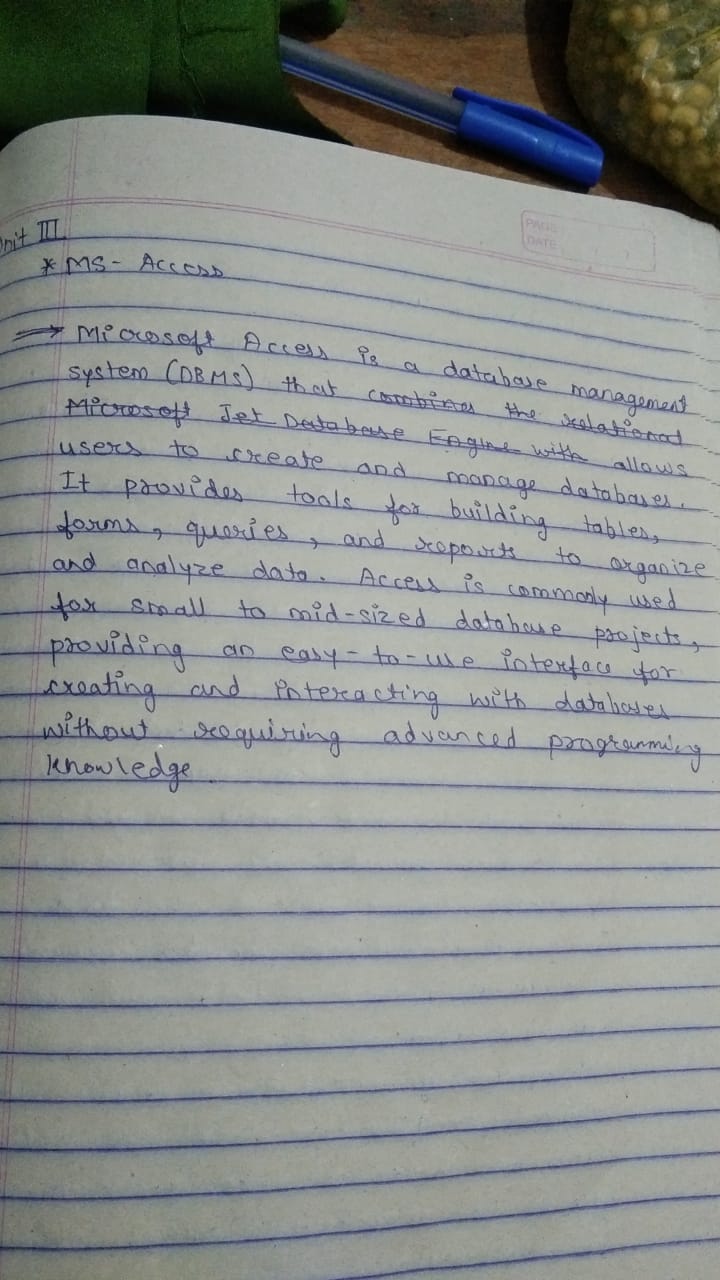 Unit III
* MS - Access
PAGE
DATE
→ Microsoft Access is a database management
system (DBMS) that combines the relational
Microsoft Jet Database Engine with allows
users to create and manage databases.
It provides tools for building tables,
forms, queries, and reports to organize
and analyze data. Access is commonly used
for small to mid-sized database projects,
providing an easy-to-use interface for
creating and interacting with databases
without requiring advanced programming
knowledge.